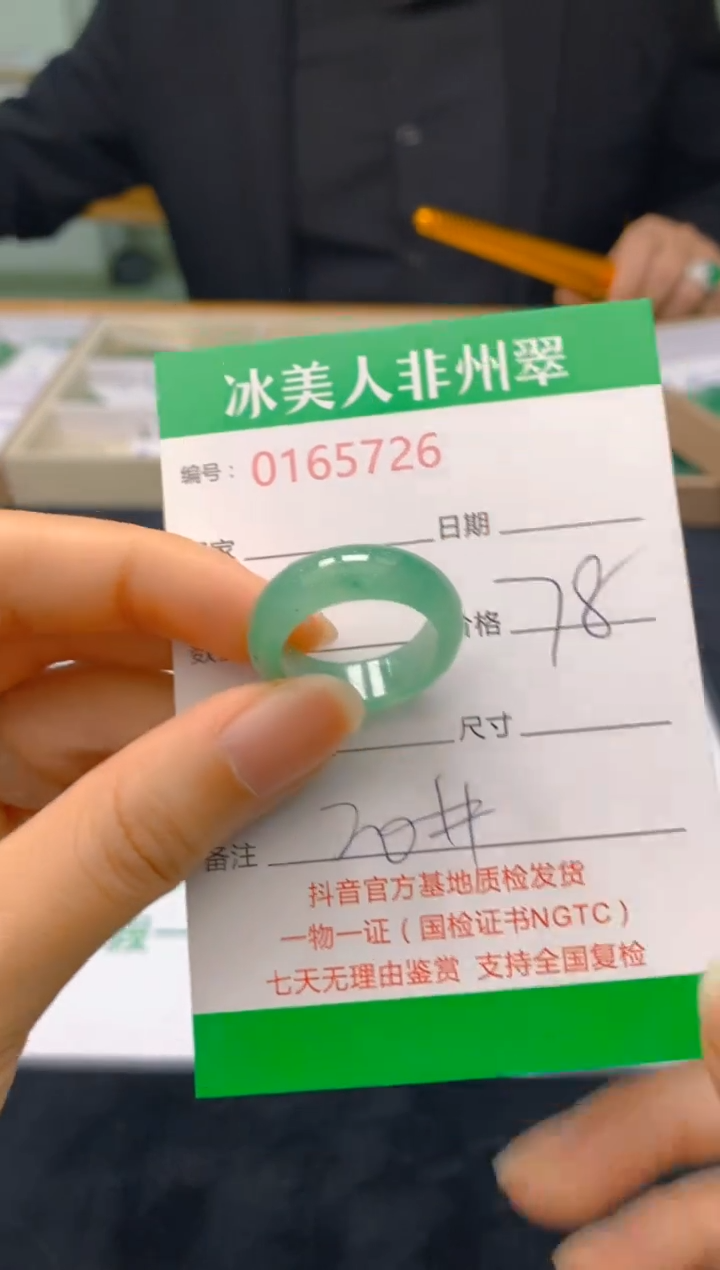 冰美人非州翠
编号： 0165726
日期
价格 78
尺寸
备注 20#
抖音官方基地质检发货
一物一证（国检证书NGTC）
七天无理由鉴赏 支持全国复检